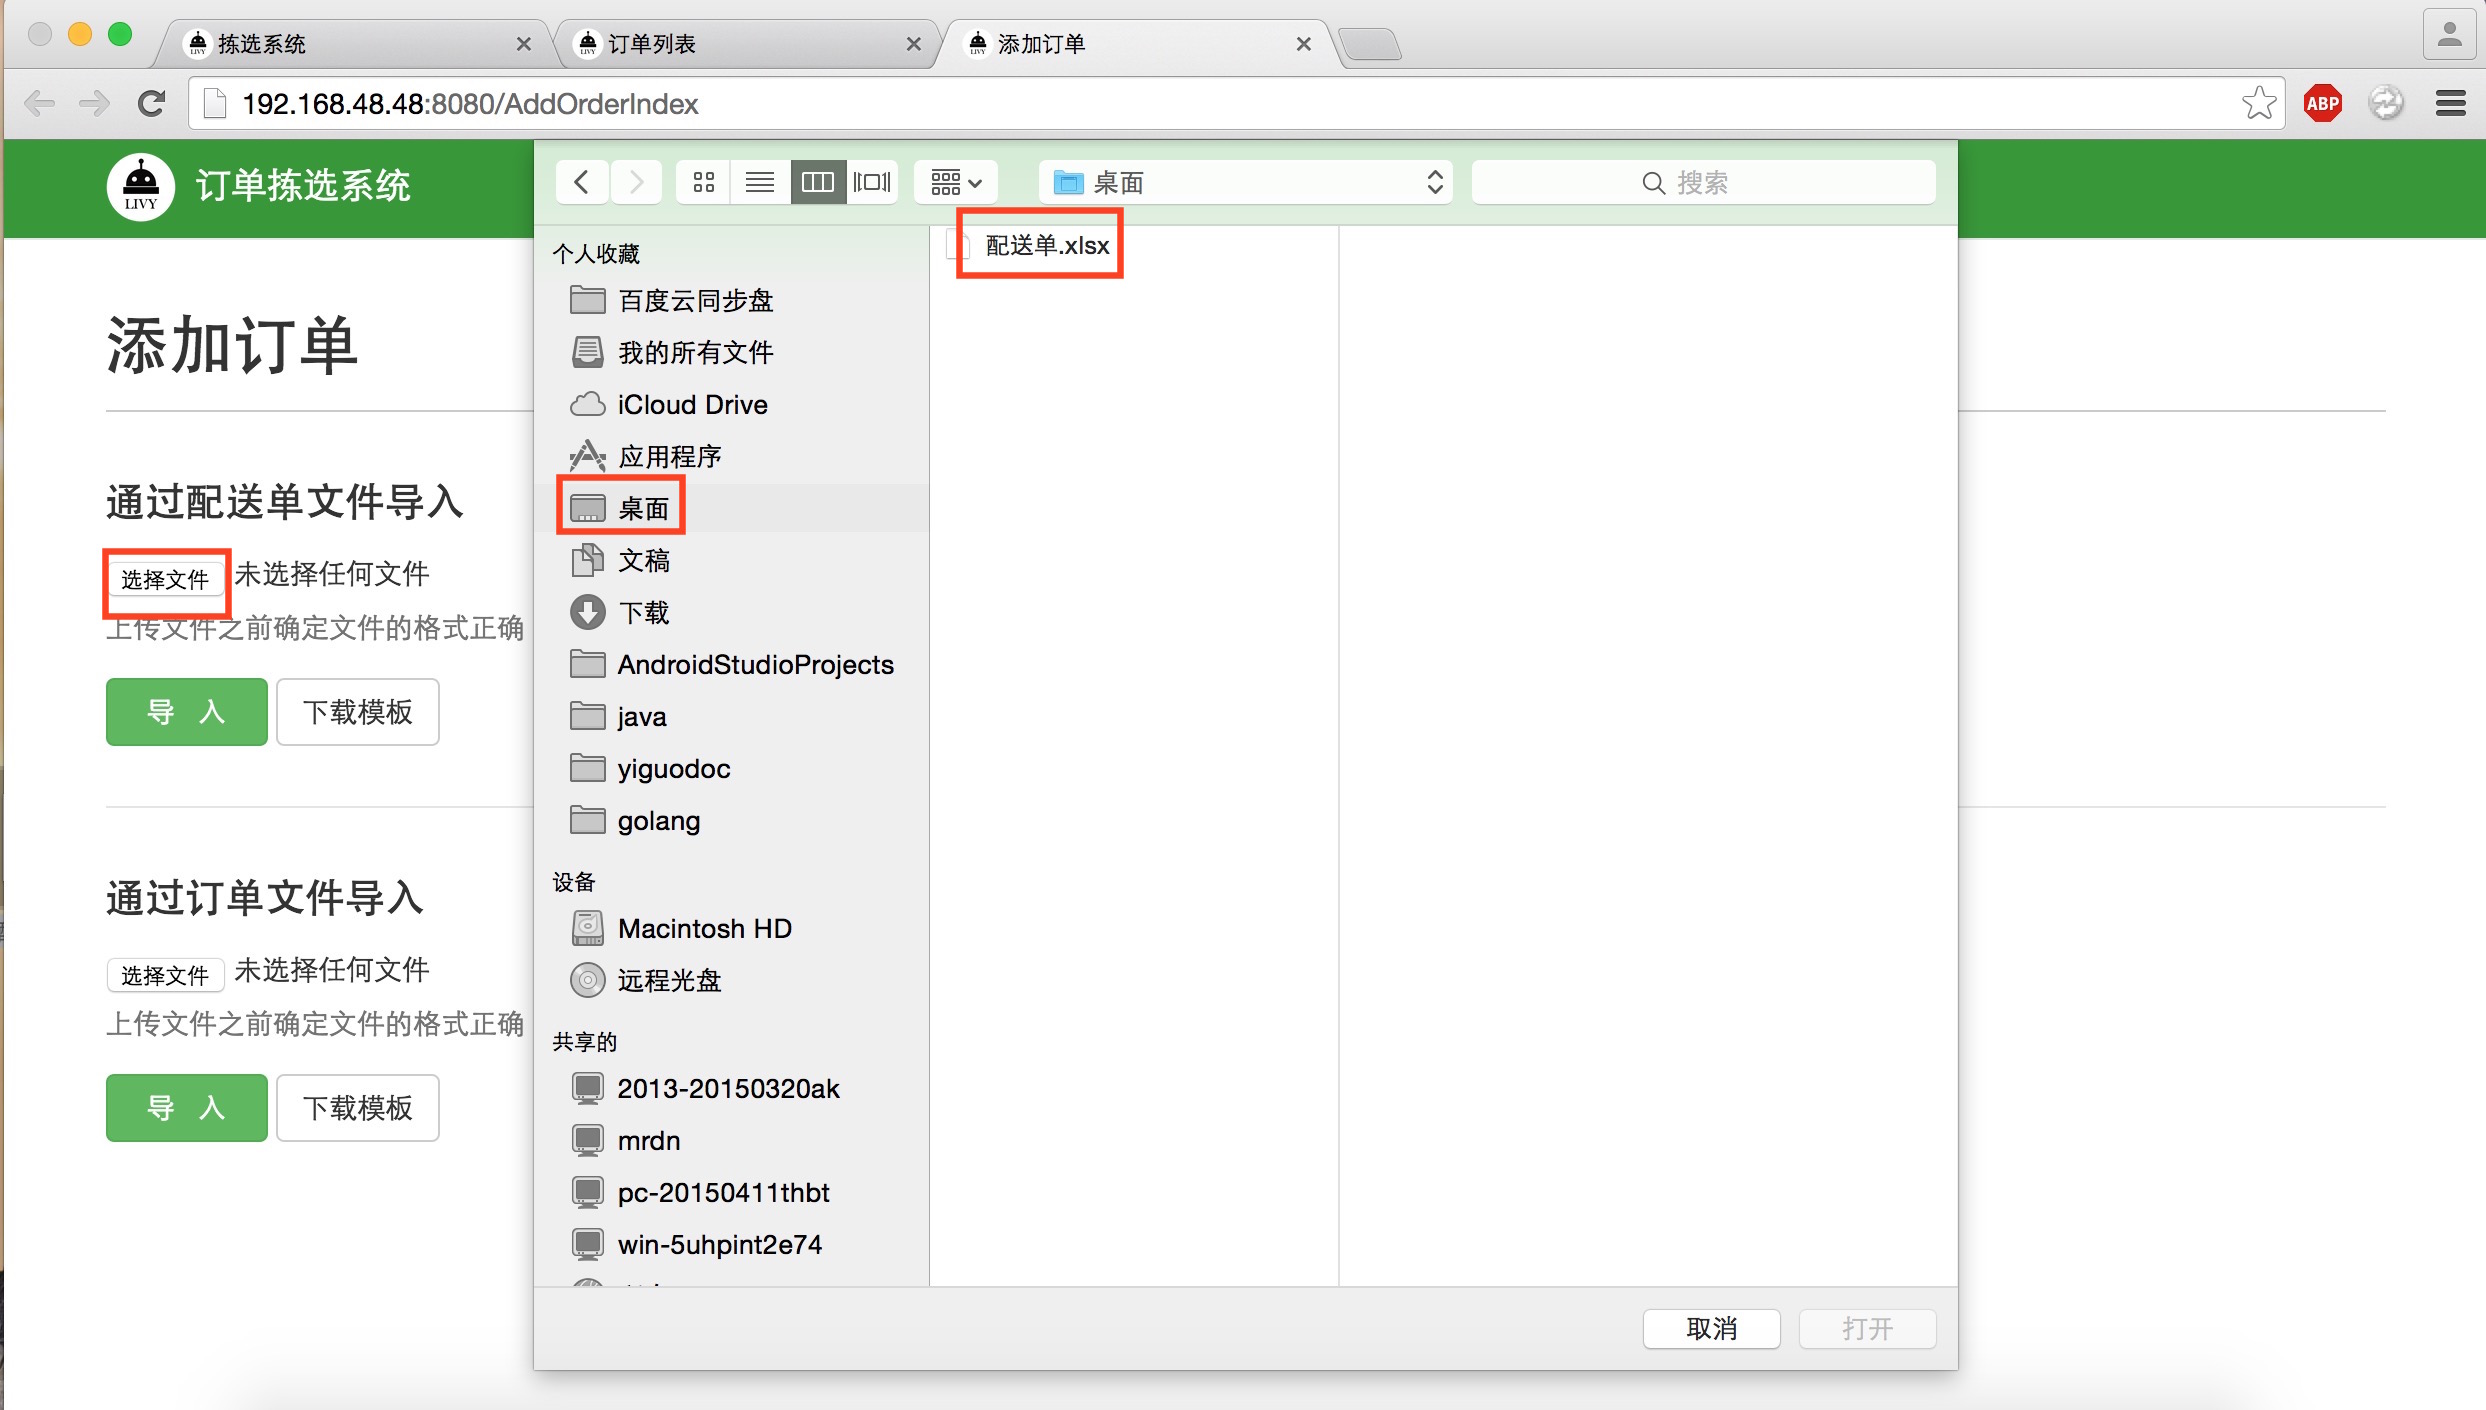 拣选系统
订单列表
添加订单
192.168.48.48:8080/AddOrderIndex
ABP
LIVY
订单拣选系统
桌面
搜索
添加订单
通过配送单文件导入
选择文件 未选择任何文件
上传文件之前确定文件的格式正确
导 入
下载模板
通过订单文件导入
选择文件 未选择任何文件
上传文件之前确定文件的格式正确
导 入
下载模板
个人收藏
百度云同步盘
我的所有文件
iCloud Drive
应用程序
桌面
文稿
下载
AndroidStudioProjects
java
yiguodoc
golang
设备
Macintosh HD
远程光盘
共享的
2013-20150320ak
mrdn
pc-20150411thbt
win-5uhpint2e74
配送单.xlsx
取消
打开